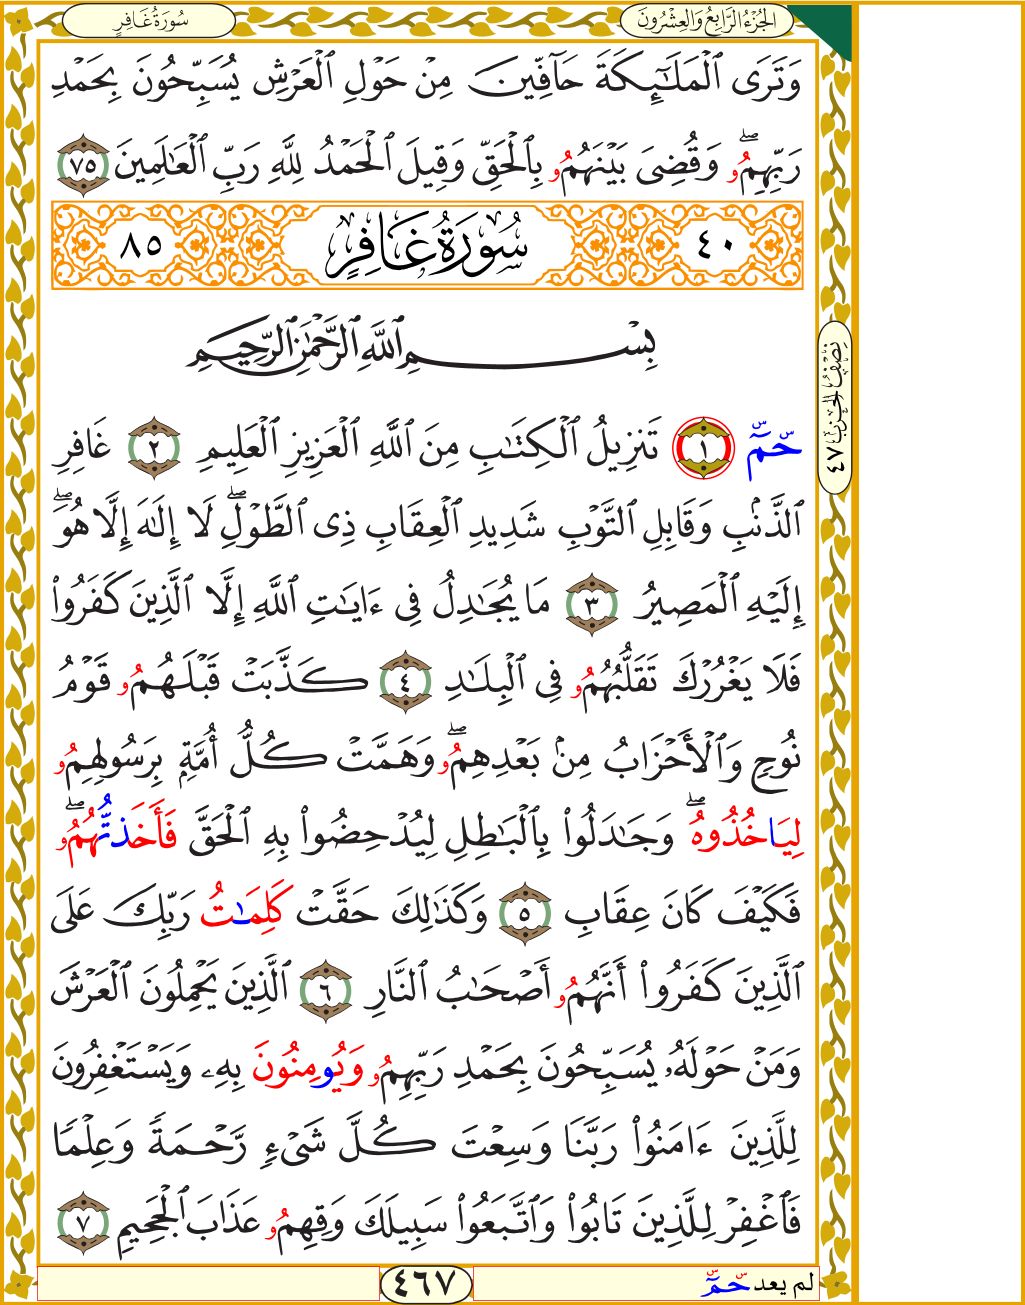 سُورَةُ غَافِرٍ
الجُزْءُ الرَّابِعُ وَالعِشْرُونَ
وَتَرَى ٱلْمَلَٰٓئِكَةَ حَآفِّينَ مِنْ حَوْلِ ٱلْعَرْشِ يُسَبِّحُونَ بِحَمْدِ
رَبِّهِمُۥۖ وَقُضِىَ بَيْنَهُمُۥ بِٱلْحَقِّ وَقِيلَ ٱلْحَمْدُ لِلَّهِ رَبِّ ٱلْعَٰلَمِينَ ٧٥
٤٠ سُورَةُ غَافِرٍ ٨٥
بِسْمِ ٱللَّهِ ٱلرَّحْمَٰنِ ٱلرَّحِيمِ
حٓمٓ ١ تَنزِيلُ ٱلْكِتَٰبِ مِنَ ٱللَّهِ ٱلْعَزِيزِ ٱلْعَلِيمِ ٢ غَافِرِ
ٱلذَّنۢبِ وَقَابِلِ ٱلتَّوْبِ شَدِيدِ ٱلْعِقَابِ ذِى ٱلطَّوْلِۖ لَا إِلَٰهَ إِلَّا هُوَۖ
إِلَيْهِ ٱلْمَصِيرُ ٣ مَا يُجَٰدِلُ فِى ءَايَٰتِ ٱللَّهِ إِلَّا ٱلَّذِينَ كَفَرُوا۟
فَلَا يَغْرُرْكَ تَقَلُّبُهُمُۥ فِى ٱلْبِلَٰدِ ٤ كَذَّبَتْ قَبْلَهُمُۥ قَوْمُ
نُوحٍ وَٱلْأَحْزَابُ مِنۢ بَعْدِهِمُۥۖ وَهَمَّتْ كُلُّ أُمَّةٍۭ بِرَسُولِهِمُۥ
لِيَاخُذُوهُۖ وَجَٰدَلُوا۟ بِٱلْبَٰطِلِ لِيُدْحِضُوا۟ بِهِ ٱلْحَقَّ فَأَخَذتُّهُمُۥۖ
فَكَيْفَ كَانَ عِقَابِ ٥ وَكَذَٰلِكَ حَقَّتْ كَلِمَٰتُ رَبِّكَ عَلَى
ٱلَّذِينَ كَفَرُوا۟ أَنَّهُمُۥ أَصْحَٰبُ ٱلنَّارِ ٦ ٱلَّذِينَ يَحْمِلُونَ ٱلْعَرْشَ
وَمَنْ حَوْلَهُۥ يُسَبِّحُونَ بِحَمْدِ رَبِّهِمُۥ وَيُومِنُونَ بِهِۦ وَيَسْتَغْفِرُونَ
لِلَّذِينَ ءَامَنُوا۟ رَبَّنَا وَسِعْتَ كُلَّ شَىْءٍ رَّحْمَةً وَعِلْمًا
فَٱغْفِرْ لِلَّذِينَ تَابُوا۟ وَٱتَّبَعُوا۟ سَبِيلَكَ وَقِهِمُۥ عَذَابَ ٱلْجَحِيمِ ٧
نِصْفُ الحِزْب ٤٧
٤٦٧
لم يعد حٓمٓ